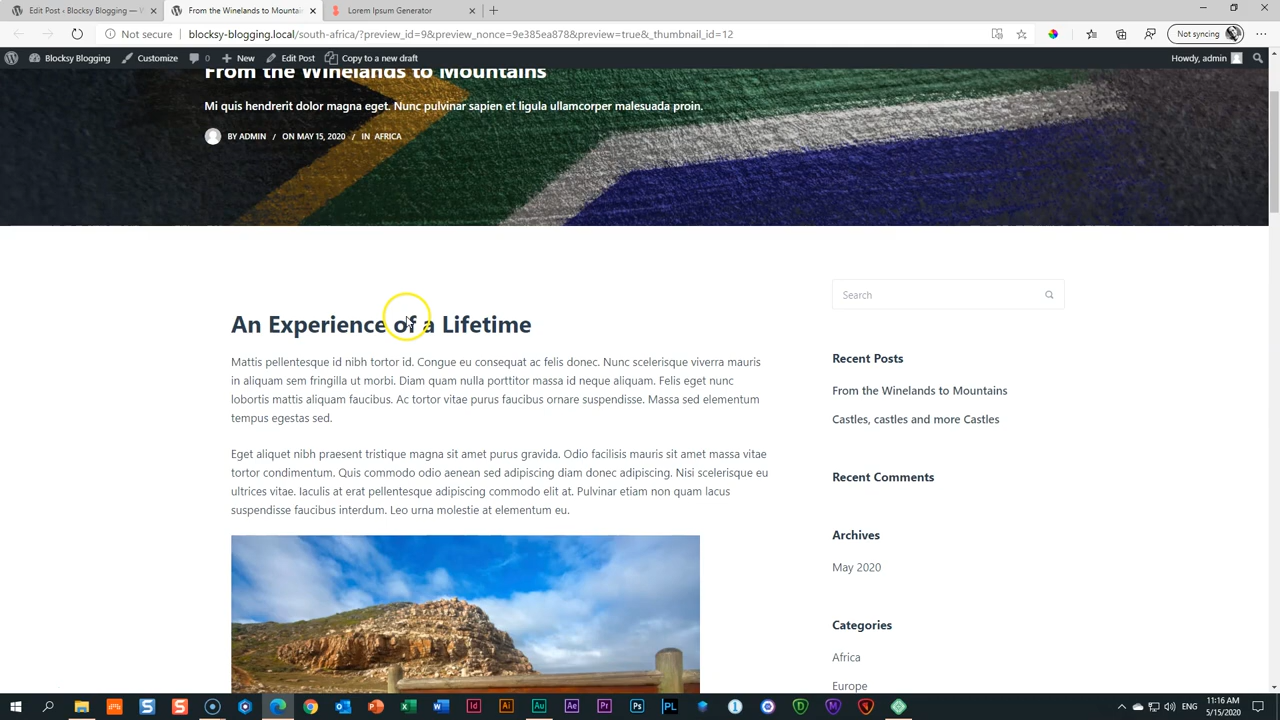 Edit Post ‹ Blocksy Blogging — W
From the Winelands to Mountain
Lorem Ipsum Generator
Not secure
blocksy-blogging.local/south-africa/?preview_id=9&preview_nonce=9e385ea878&preview=true&_thumbnail_id=12
Not syncing
Blocksy Blogging
Customize
0
New
Edit Post
Copy to a new draft
Howdy, admin
From the Winelands to Mountains
Mi quis hendrerit dolor magna eget. Nunc pulvinar sapien et ligula ullamcorper malesuada proin.
BY ADMIN / ON MAY 15, 2020 / IN AFRICA
An Experience of a Lifetime
Mattis pellentesque id nibh tortor id. Congue eu consequat ac felis donec. Nunc scelerisque viverra mauris
in aliquam sem fringilla ut morbi. Diam quam nulla porttitor massa id neque aliquam. Felis eget nunc
lobortis mattis aliquam faucibus. Ac tortor vitae purus faucibus ornare suspendisse. Massa sed elementum
tempus egestas sed.
Eget aliquet nibh praesent tristique magna sit amet purus gravida. Odio facilisis mauris sit amet massa vitae
tortor condimentum. Quis commodo odio aenean sed adipiscing diam donec adipiscing. Nisi scelerisque eu
ultrices vitae. Iaculis at erat pellentesque adipiscing commodo elit at. Pulvinar etiam non quam lacus
suspendisse faucibus interdum. Leo urna molestie at elementum eu.
Search
Recent Posts
From the Winelands to Mountains
Castles, castles and more Castles
Recent Comments
Archives
May 2020
Categories
Africa
Europe
ENG
11:16 AM
5/15/2020